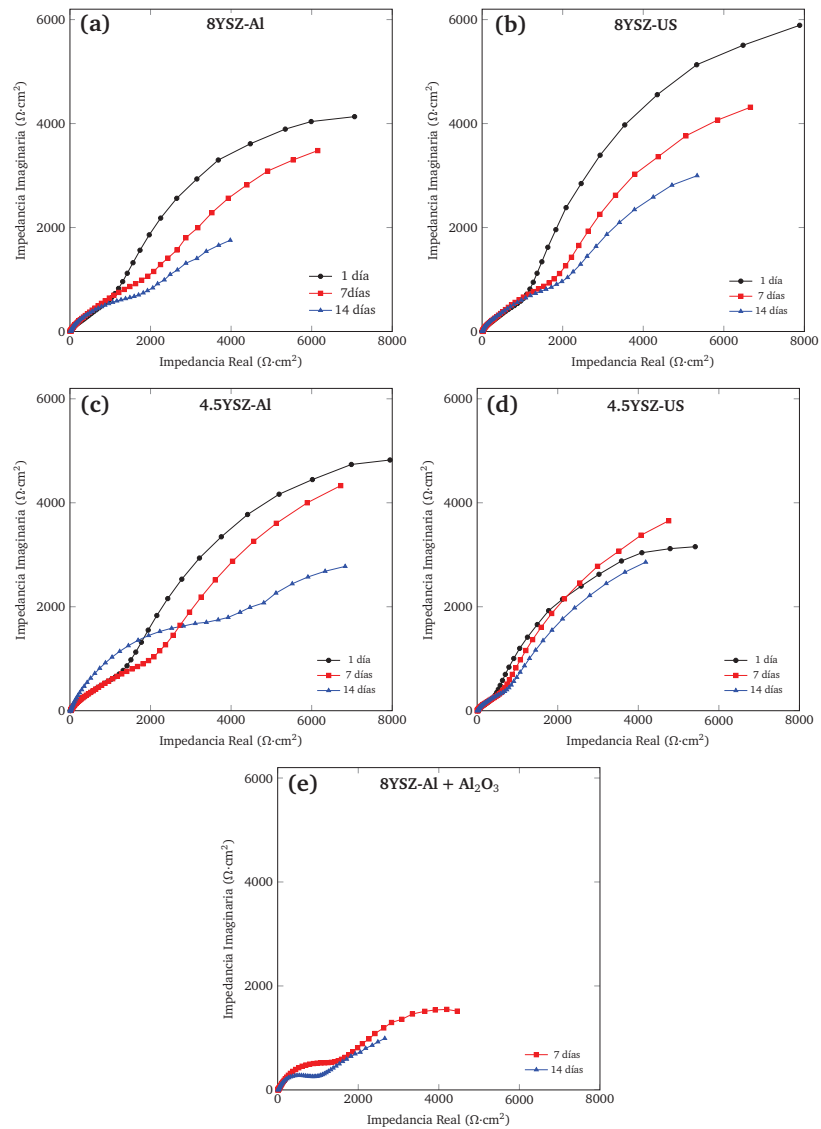 (a) 8YSZ-Al
6000
4000
2000
0
0 2000 4000 6000 8000
Impedancia Imaginaria (Ω·cm²)
Impedancia Real (Ω·cm²)
1 día
7días
14 días
(b) 8YSZ-US
6000
4000
2000
0
0 2000 4000 6000 8000
Impedancia Imaginaria (Ω·cm²)
Impedancia Real (Ω·cm²)
1 día
7 días
14 días
(c) 4.5YSZ-Al
6000
4000
2000
0
0 2000 4000 6000 8000
Impedancia Imaginaria (Ω·cm²)
Impedancia Real (Ω·cm²)
1 día
7 días
14 días
(d) 4.5YSZ-US
6000
4000
2000
0
0 2000 4000 6000 8000
Impedancia Imaginaria (Ω·cm²)
Impedancia Real (Ω·cm²)
1 día
7 días
14 días
(e) 8YSZ-Al + Al₂O₃
6000
4000
2000
0
0 2000 4000 6000 8000
Impedancia Imaginaria (Ω·cm²)
Impedancia Real (Ω·cm²)
7 días
14 días